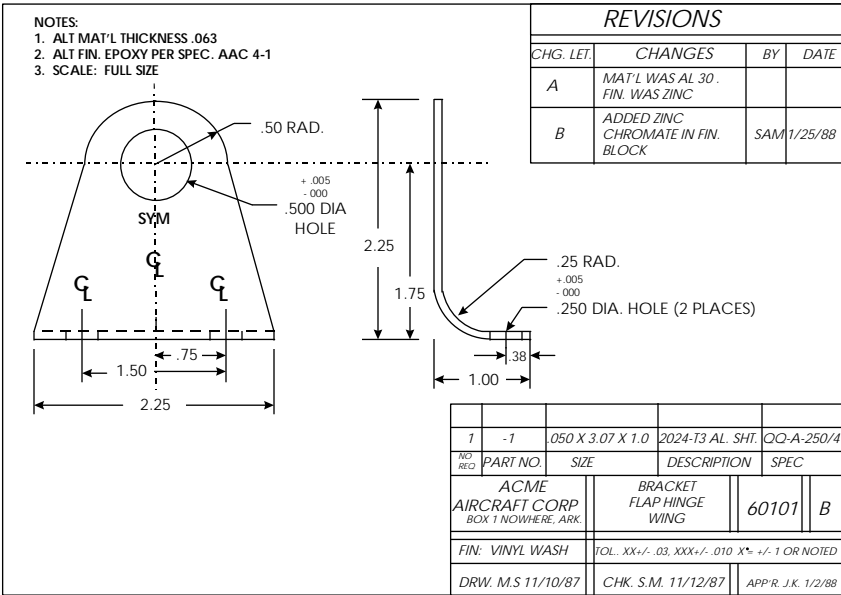 NOTES:
1. ALT MAT'L THICKNESS .063
2. ALT FIN. EPOXY PER SPEC. AAC 4-1
3. SCALE: FULL SIZE
REVISIONS
CHG. LET. CHANGES BY DATE
A MAT'L WAS AL 30 .
FIN. WAS ZINC
B ADDED ZINC
CHROMATE IN FIN.
BLOCK
SAM 1/25/88
.50 RAD.
+ .005
- 000
.500 DIA
HOLE
SYM
CL
CL
CL
.75
1.50
2.25
2.25
1.75
.25 RAD.
+.005
- 000
.250 DIA. HOLE (2 PLACES)
.38
1.00
1 -1 .050 X 3.07 X 1.0 2024-T3 AL. SHT. QQ-A-250/4
NO REQ PART NO. SIZE DESCRIPTION SPEC
ACME
AIRCRAFT CORP
BOX 1 NOWHERE, ARK.
BRACKET
FLAP HINGE
WING
60101 B
FIN: VINYL WASH TOL.. XX+/- .03, XXX+/- .010 X°= +/- 1 OR NOTED
DRW. M.S 11/10/87 CHK. S.M. 11/12/87 APP'R. J.K. 1/2/88